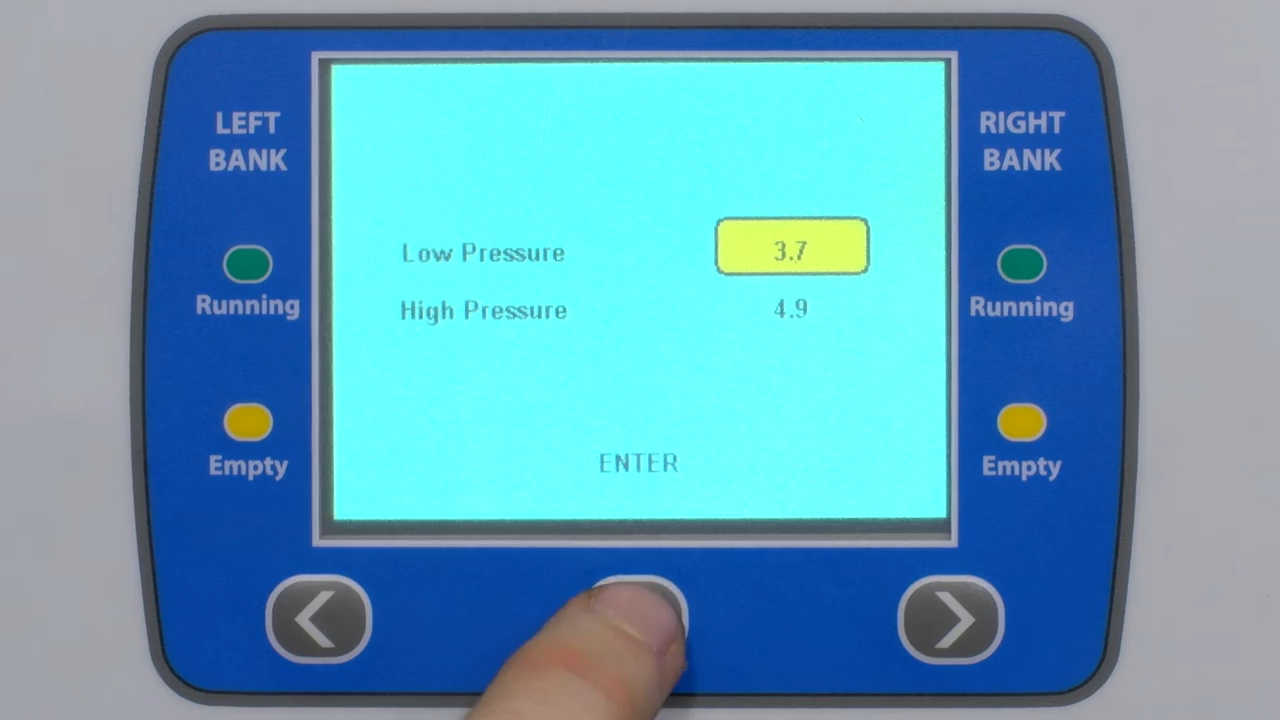 LEFT
BANK
Running
Empty
Low Pressure 3.7
High Pressure 4.9
ENTER
RIGHT
BANK
Running
Empty